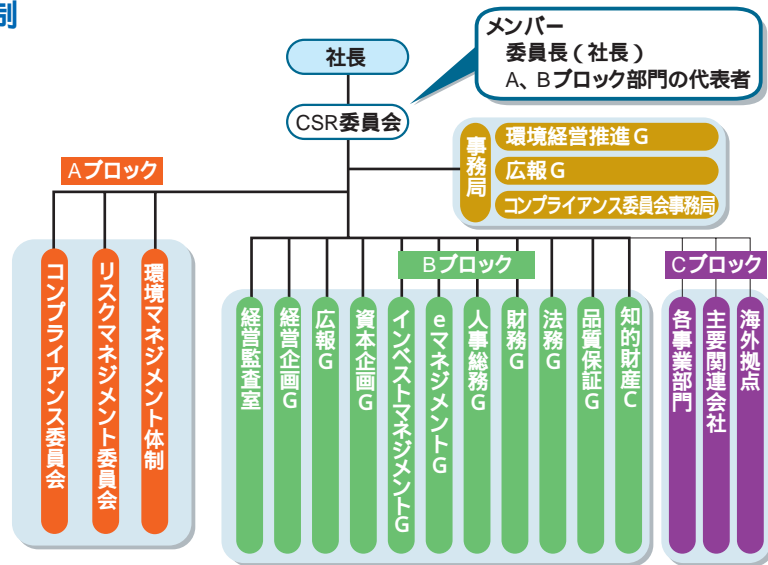 制
社長
メンバー
委員長(社長)
A、Bブロック部門の代表者
CSR委員会
事務局
環境経営推進G
広報G
コンプライアンス委員会事務局
Aブロック
コンプライアンス委員会
リスクマネジメント委員会
環境マネジメント体制
Bブロック
経営監査室
経営企画G
広報G
資本企画G
インベストマネジメントG
eマネジメントG
人事総務G
財務G
法務G
品質保証G
知的財産C
Cブロック
各事業部門
主要関連会社
海外拠点